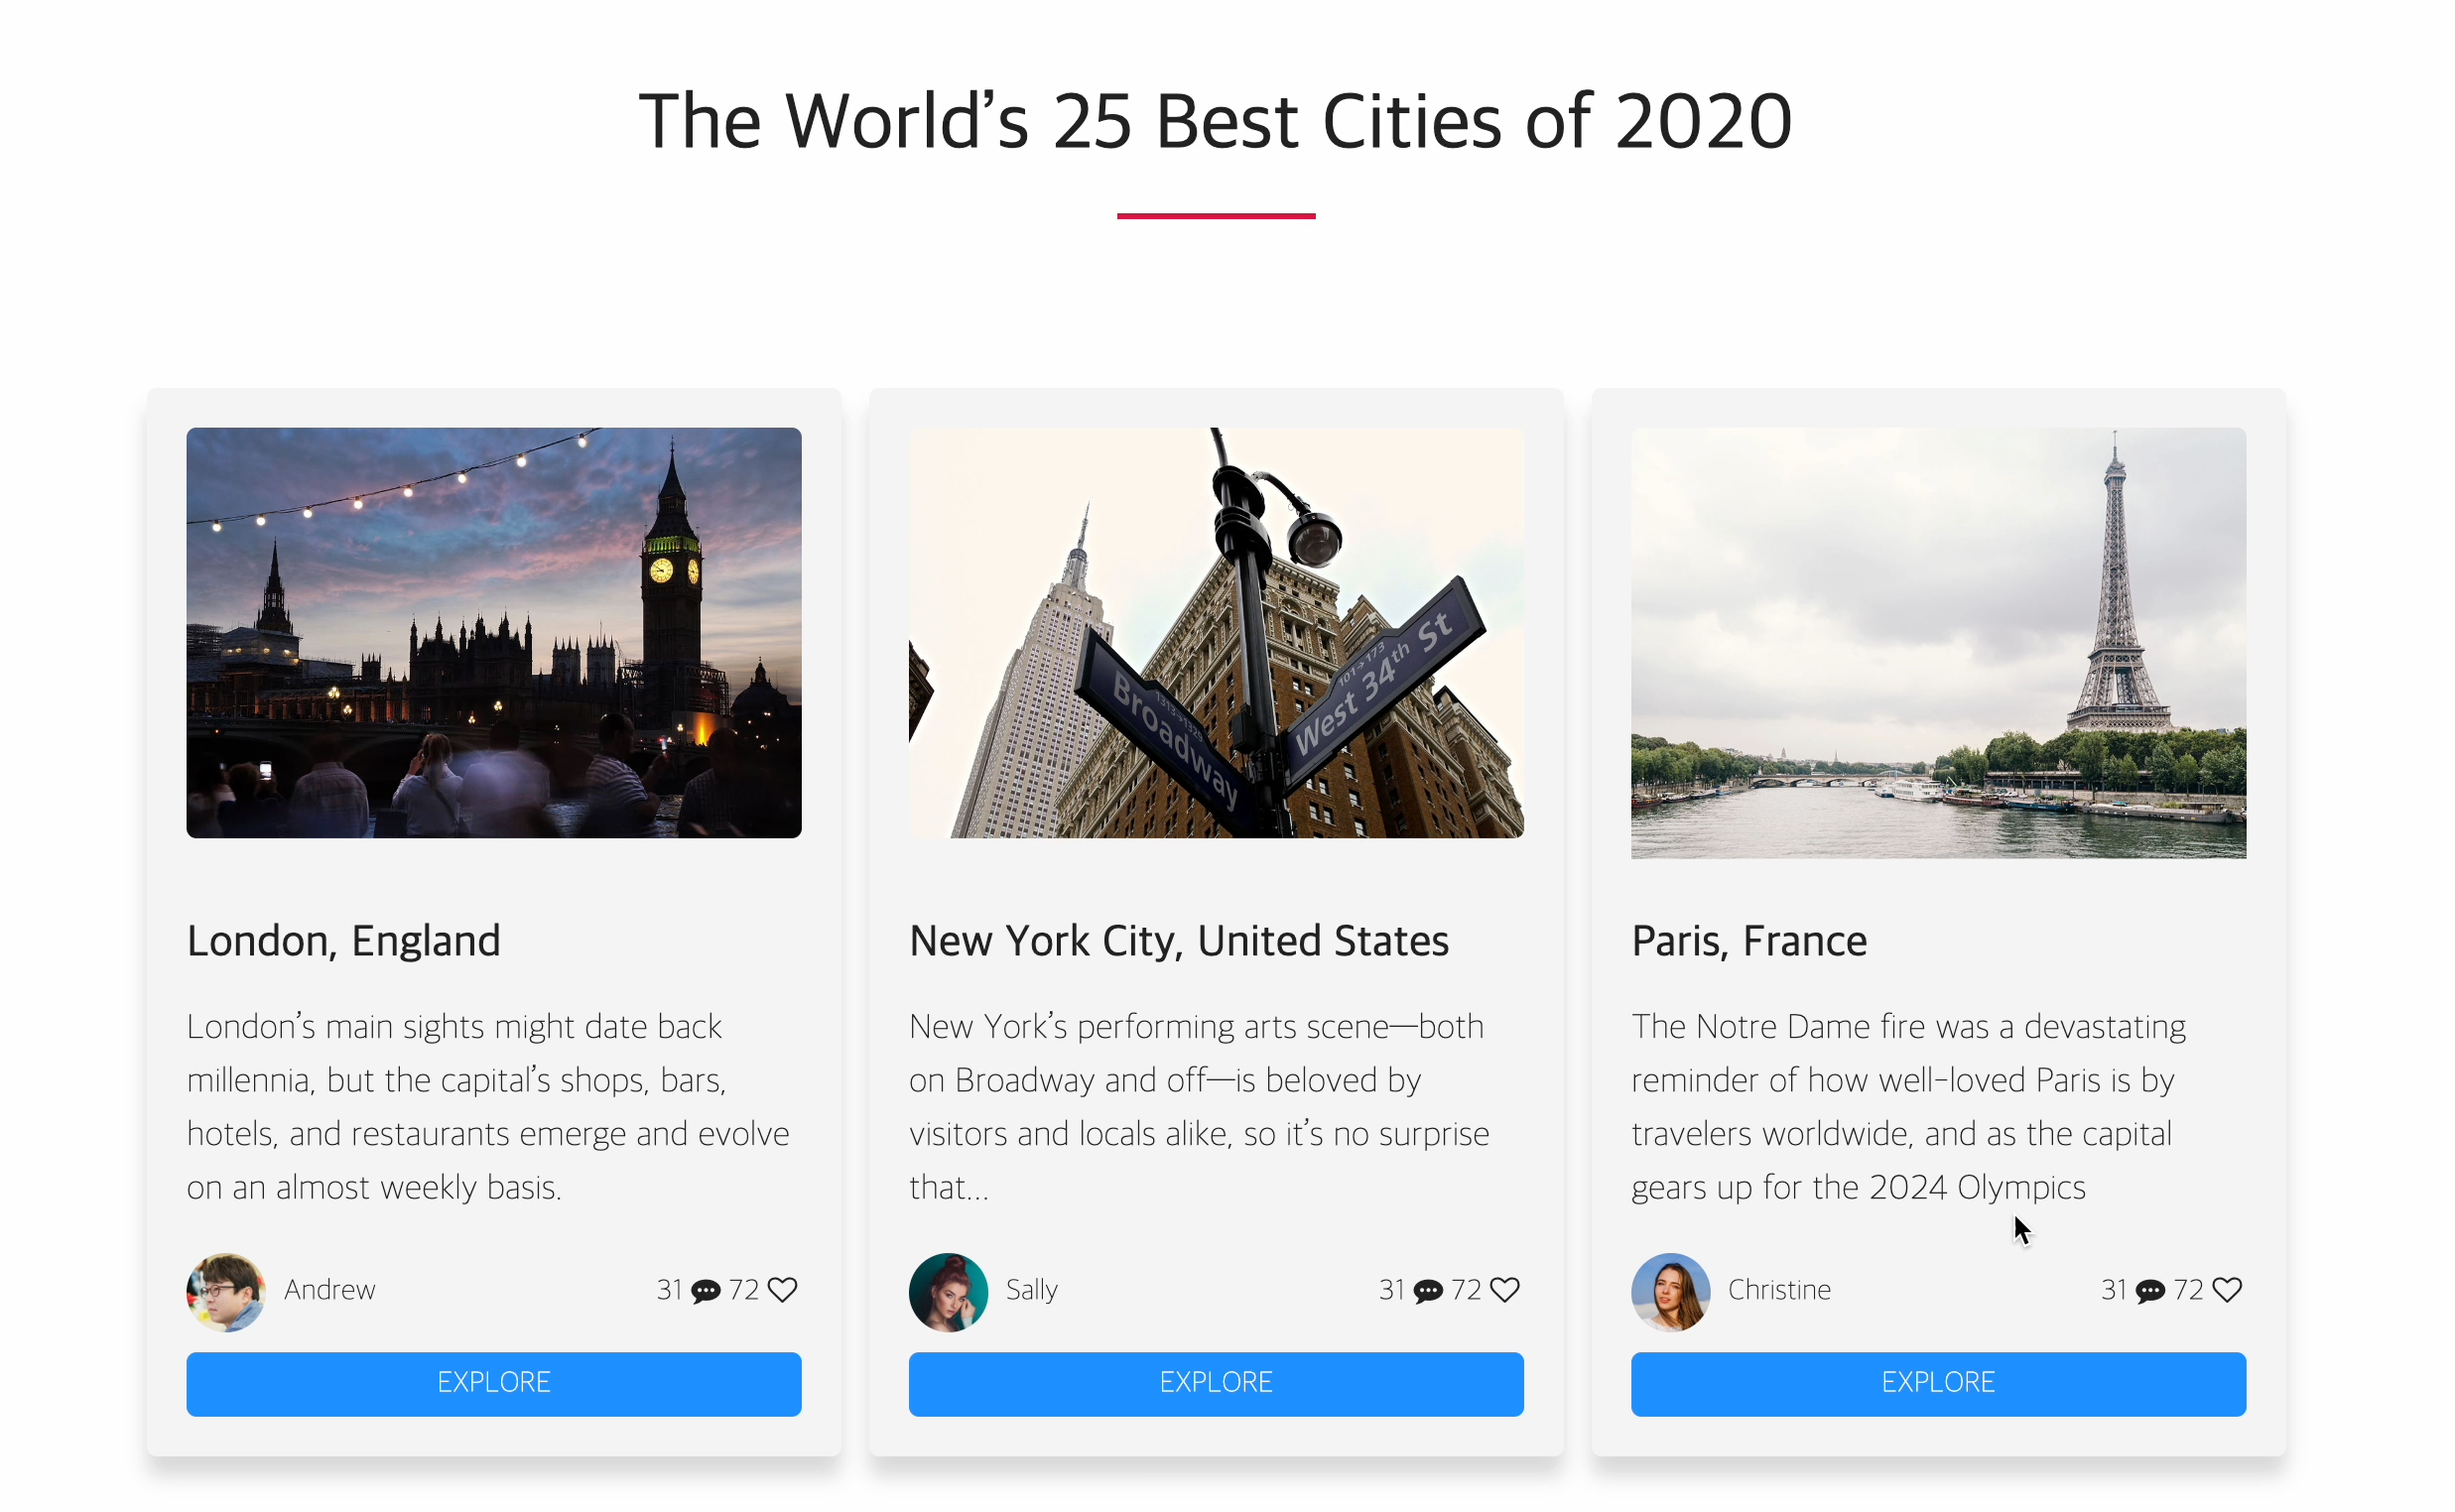 The World’s 25 Best Cities of 2020
Broadway
West 34th St
101→173
London, England
London’s main sights might date back
millennia, but the capital’s shops, bars,
hotels, and restaurants emerge and evolve
on an almost weekly basis.
Andrew
31 72
EXPLORE
New York City, United States
New York’s performing arts scene—both
on Broadway and off—is beloved by
visitors and locals alike, so it’s no surprise
that...
Sally
31 72
EXPLORE
Paris, France
The Notre Dame fire was a devastating
reminder of how well-loved Paris is by
travelers worldwide, and as the capital
gears up for the 2024 Olympics
Christine
31 72
EXPLORE